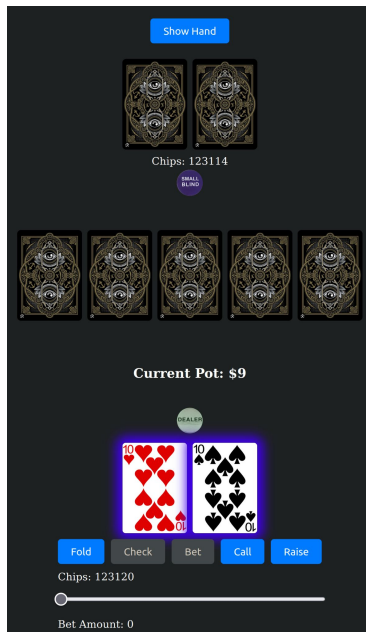 Show Hand
Chips: 123114
SMALL
BLIND
Current Pot: $9
DEALER
10
10
10
10
Fold Check Bet Call Raise
Chips: 123120
Bet Amount: 0